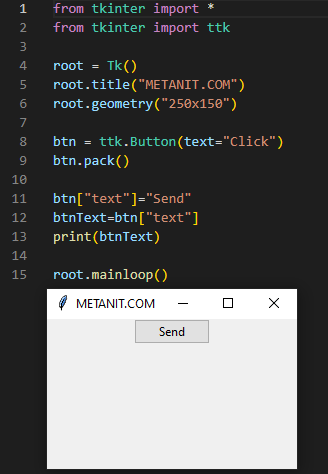 1 from tkinter import *
2 from tkinter import ttk
3
4 root = Tk()
5 root.title("METANIT.COM")
6 root.geometry("250x150")
7
8 btn = ttk.Button(text="Click")
9 btn.pack()
10
11 btn["text"]="Send"
12 btnText=btn["text"]
13 print(btnText)
14
15 root.mainloop()
METANIT.COM
Send